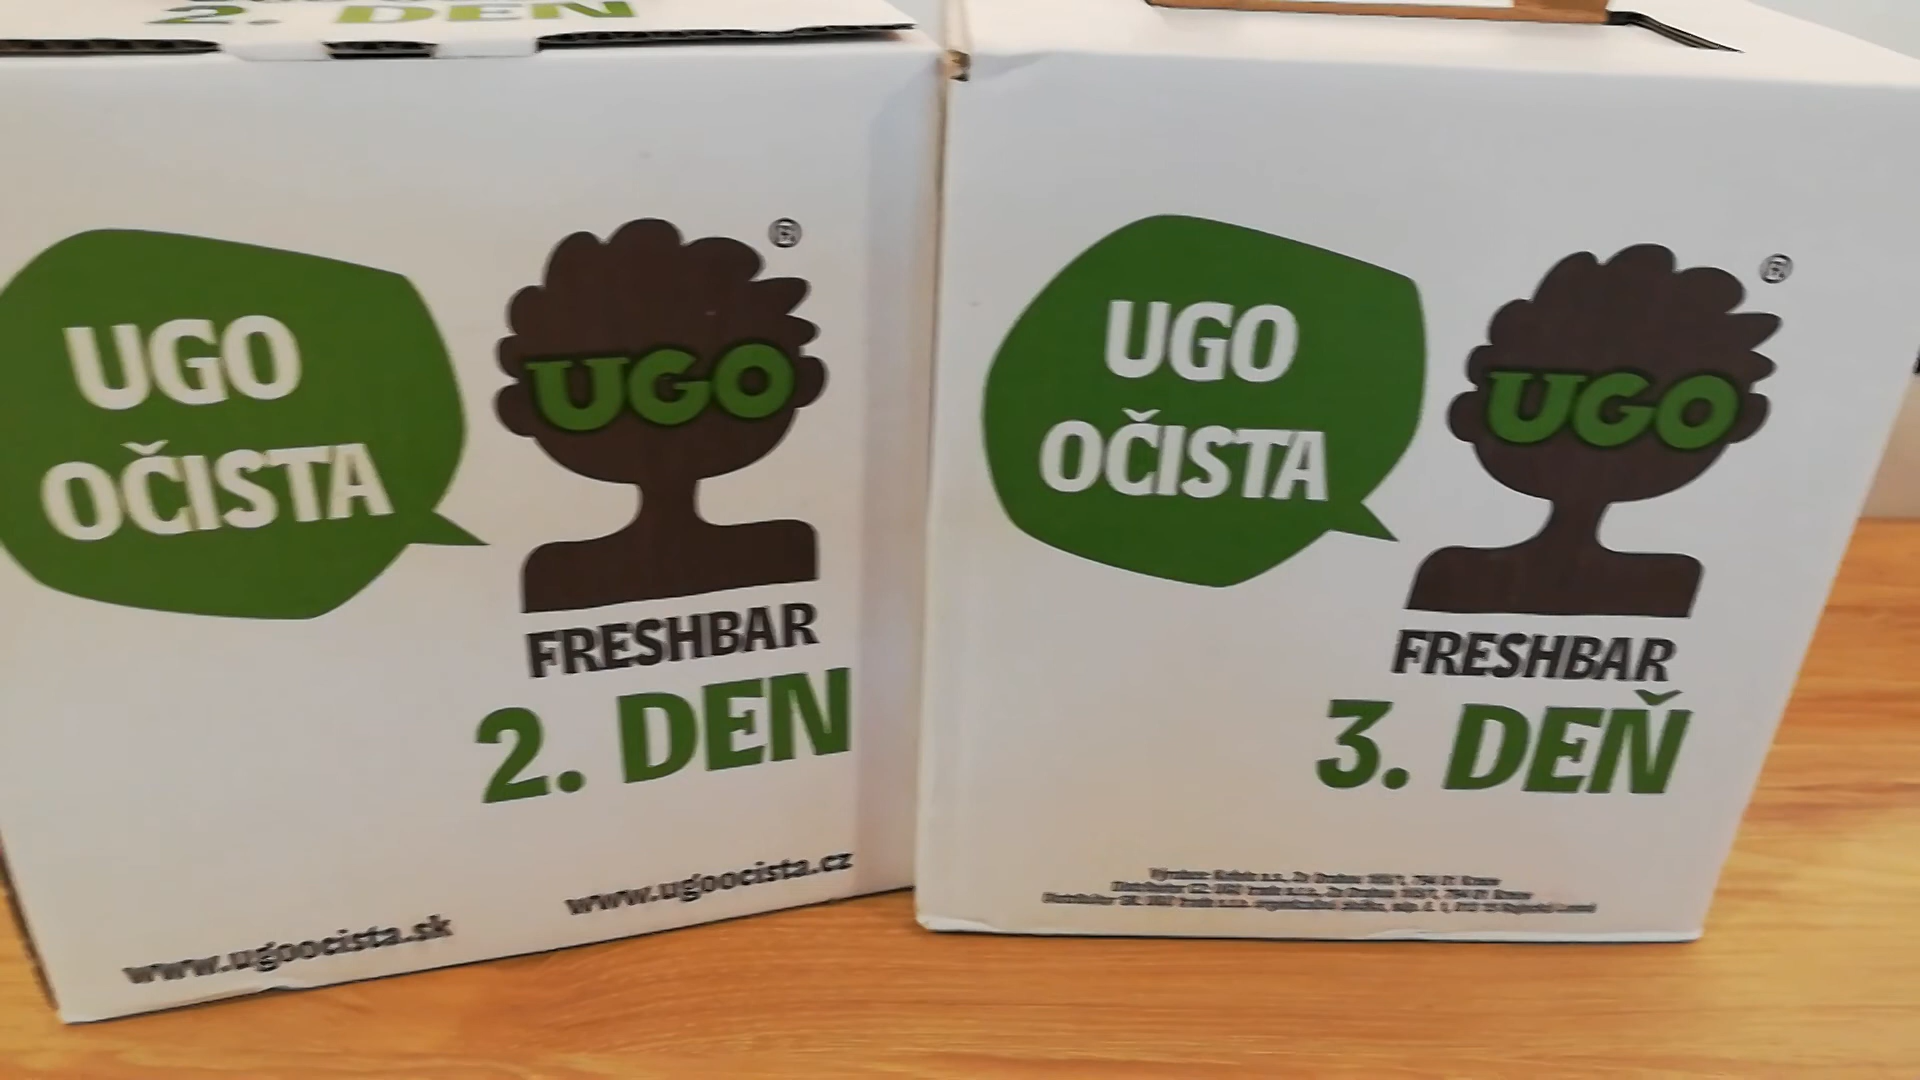 2. DEN
UGO
OČISTA
®
UGO
FRESHBAR
2. DEN
www.ugoocista.sk
www.ugoocista.cz
UGO
OČISTA
®
UGO
FRESHBAR
3. DEŇ